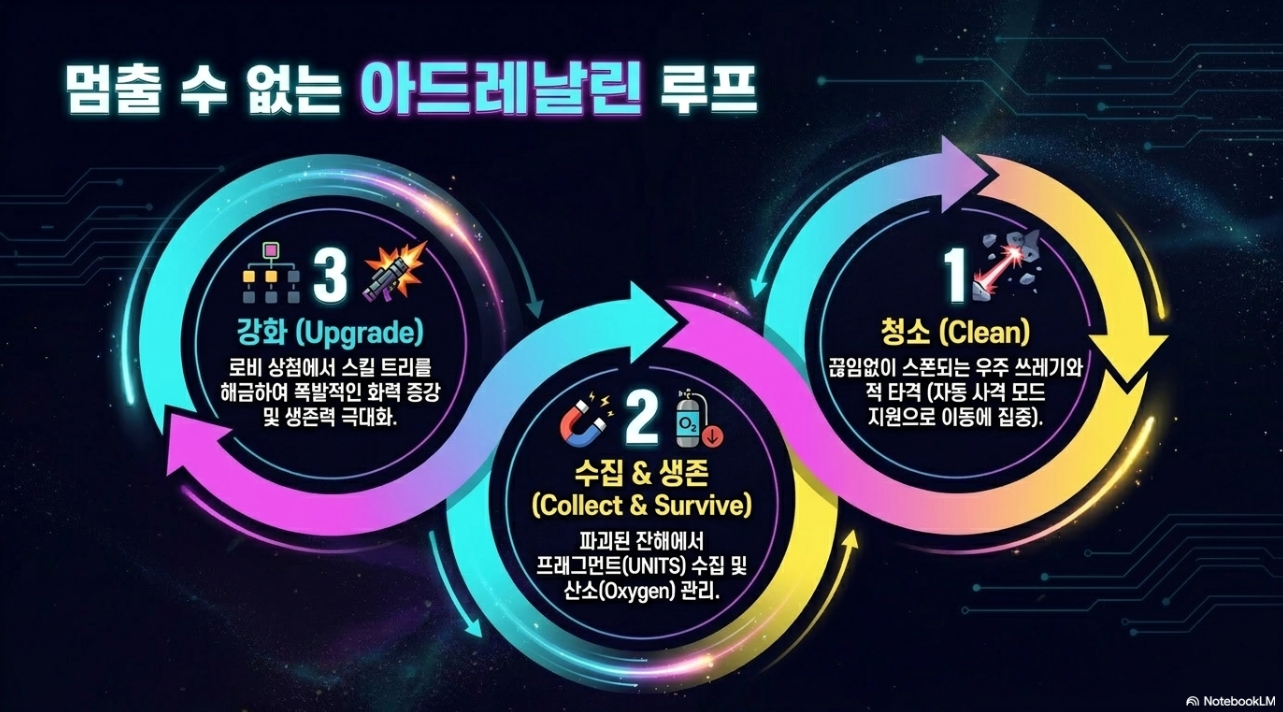 멈출 수 없는 아드레날린 루프
3
강화 (Upgrade)
로비 상점에서 스킬 트리를
해금하여 폭발적인 화력 증강
및 생존력 극대화.
2
O₂
수집 & 생존
(Collect & Survive)
파괴된 잔해에서
프래그먼트(UNITS) 수집 및
산소(Oxygen) 관리.
1
청소 (Clean)
끊임없이 스폰되는 우주 쓰레기와
적 타격 (자동 사격 모드
지원으로 이동에 집중).
NotebookLM